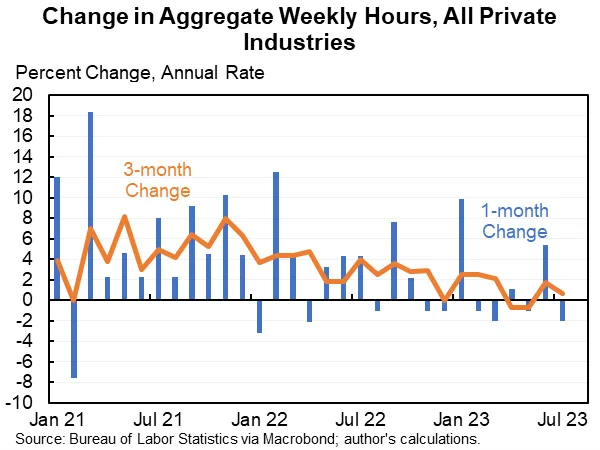 Change in Aggregate Weekly Hours, All Private
Industries
Percent Change, Annual Rate
20
18
16
14
12
10
8
6
4
2
0
-2
-4
-6
-8
-10
3-month
Change
1-month
Change
Jan 21 Jul 21 Jan 22 Jul 22 Jan 23 Jul 23
Source: Bureau of Labor Statistics via Macrobond; author's calculations.